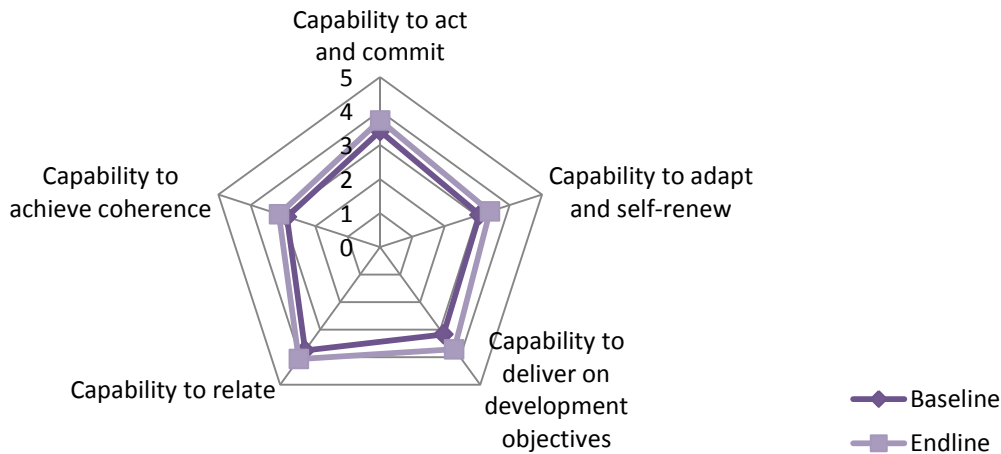 Capability to act
and commit
5
4
3
2
1
0
Capability to
achieve coherence
Capability to adapt
and self-renew
Capability to relate
Capability to
deliver on
development
objectives
Baseline
Endline